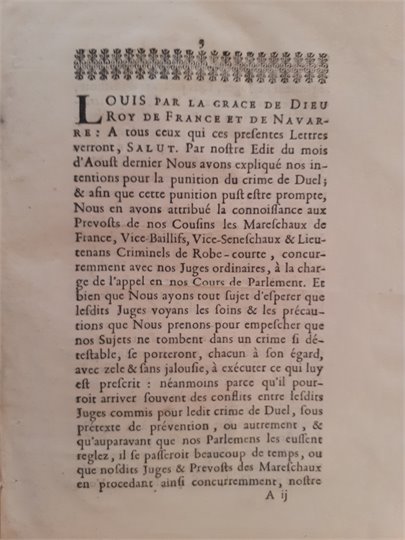 3
LOUIS PAR LA GRACE DE DIEU
ROY DE FRANCE ET DE NAVAR-
RE: A tous ceux qui ces presentes Lettres
verront, SALUT. Par nostre Edit du mois
d'Aoust dernier Nous avons expliqué nos in-
tentions pour la punition du crime de Duel;
& afin que cette punition pust estre prompte,
Nous en avons attribué la connoissance aux
Prevosts de nos Cousins les Mareschaux de
France, Vice-Baillifs, Vice-Seneschaux & Lieu-
tenans Criminels de Robe-courte, concur-
remment avec nos Juges ordinaires, à la char-
ge de l'appel en nos Cours de Parlement. Et
bien que Nous ayons tout sujet d'esperer que
lesdits Juges voyans les soins & les précau-
tions que Nous prenons pour empescher que
nos Sujets ne tombent dans un crime si dé-
testable, se porteront, chacun à son égard,
avec zele & sans jalousie, à exécuter ce qui luy
est prescrit: néanmoins parce qu'il pour-
roit arriver souvent des conflits entre lesdits
Juges commis pour ledit crime de Duel, sous
prétexte de prévention, ou autrement, &
qu'auparavant que nos Parlemens les eussent
reglez, il se passeroit beaucoup de temps, ou
que nosdits Juges & Prevosts des Mareschaux
en procedant ainsi concurremment, nostre
A ij